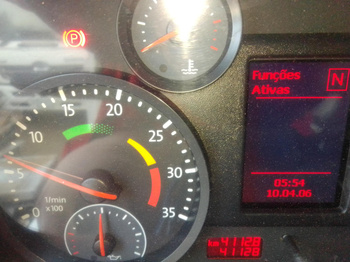 (P)
Funções N
Ativas
20
15
10
25
5
30
0
35
1/min
x100
05:54
10.04.06
km 41128
41128